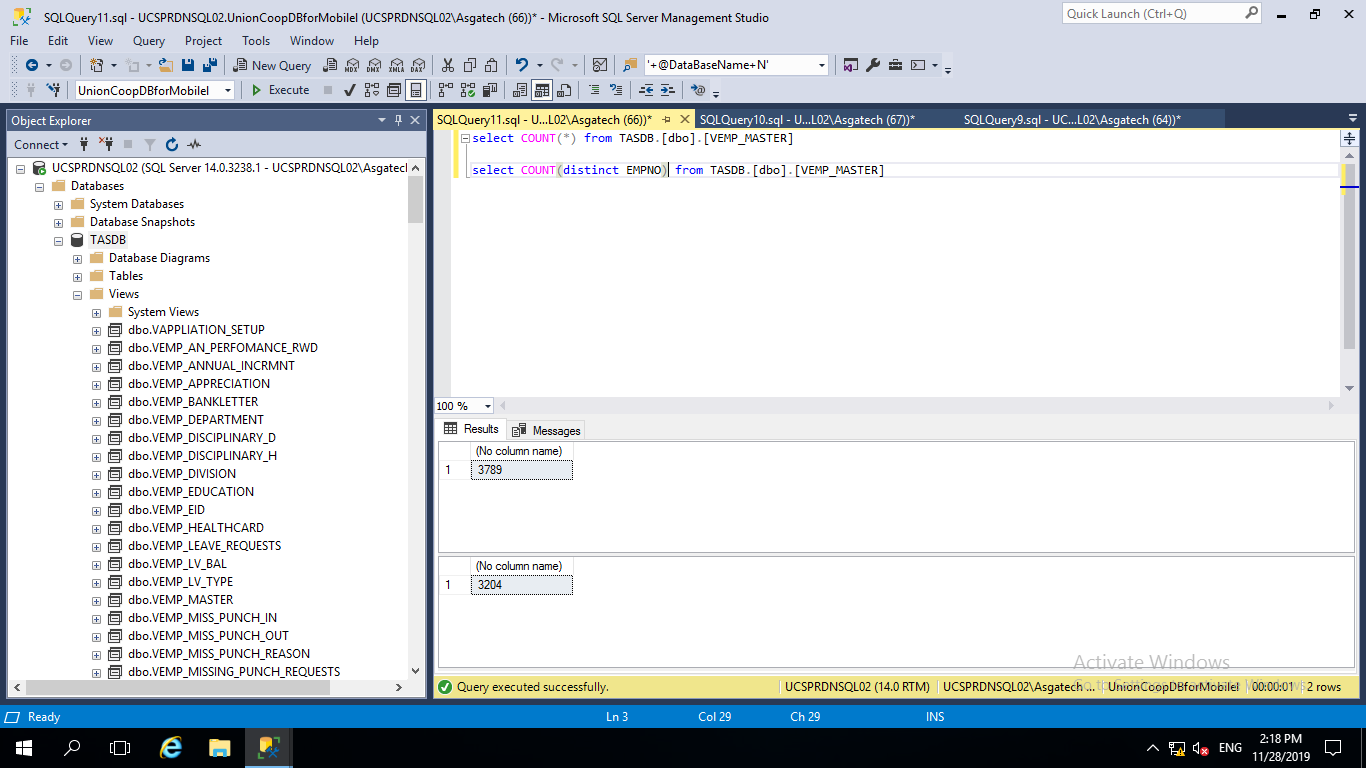 SQLQuery11.sql - UCSPRDNSQL02.UnionCoopDBforMobileI (UCSPRDNSQL02\Asgatech (66))* - Microsoft SQL Server Management Studio
Quick Launch (Ctrl+Q)
File Edit View Query Project Tools Window Help
New Query
MDX DMX XMLA DAX
'+@DataBaseName+N'
UnionCoopDBforMobileI
Execute
Object Explorer
Connect
UCSPRDNSQL02 (SQL Server 14.0.3238.1 - UCSPRDNSQL02\Asgatecl
Databases
System Databases
Database Snapshots
TASDB
Database Diagrams
Tables
Views
System Views
dbo.VAPPLIATION_SETUP
dbo.VEMP_AN_PERFOMANCE_RWD
dbo.VEMP_ANNUAL_INCRMNT
dbo.VEMP_APPRECIATION
dbo.VEMP_BANKLETTER
dbo.VEMP_DEPARTMENT
dbo.VEMP_DISCIPLINARY_D
dbo.VEMP_DISCIPLINARY_H
dbo.VEMP_DIVISION
dbo.VEMP_EDUCATION
dbo.VEMP_EID
dbo.VEMP_HEALTHCARD
dbo.VEMP_LEAVE_REQUESTS
dbo.VEMP_LV_BAL
dbo.VEMP_LV_TYPE
dbo.VEMP_MASTER
dbo.VEMP_MISS_PUNCH_IN
dbo.VEMP_MISS_PUNCH_OUT
dbo.VEMP_MISS_PUNCH_REASON
dbo.VEMP_MISSING_PUNCH_REQUESTS
SQLQuery11.sql - U...L02\Asgatech (66))* SQLQuery10.sql - U...L02\Asgatech (67))* SQLQuery9.sql - UC...L02\Asgatech (64))*
select COUNT(*) from TASDB.[dbo].[VEMP_MASTER]
select COUNT(distinct EMPNO) from TASDB.[dbo].[VEMP_MASTER]
100 %
Results Messages
(No column name)
1 3789
(No column name)
1 3204
Activate Windows
Query executed successfully. UCSPRDNSQL02 (14.0 RTM) UCSPRDNSQL02\Asgatech ... UnionCoopDBforMobileI 00:00:01 2 rows
Ready Ln 3 Col 29 Ch 29 INS
ENG
2:18 PM
11/28/2019